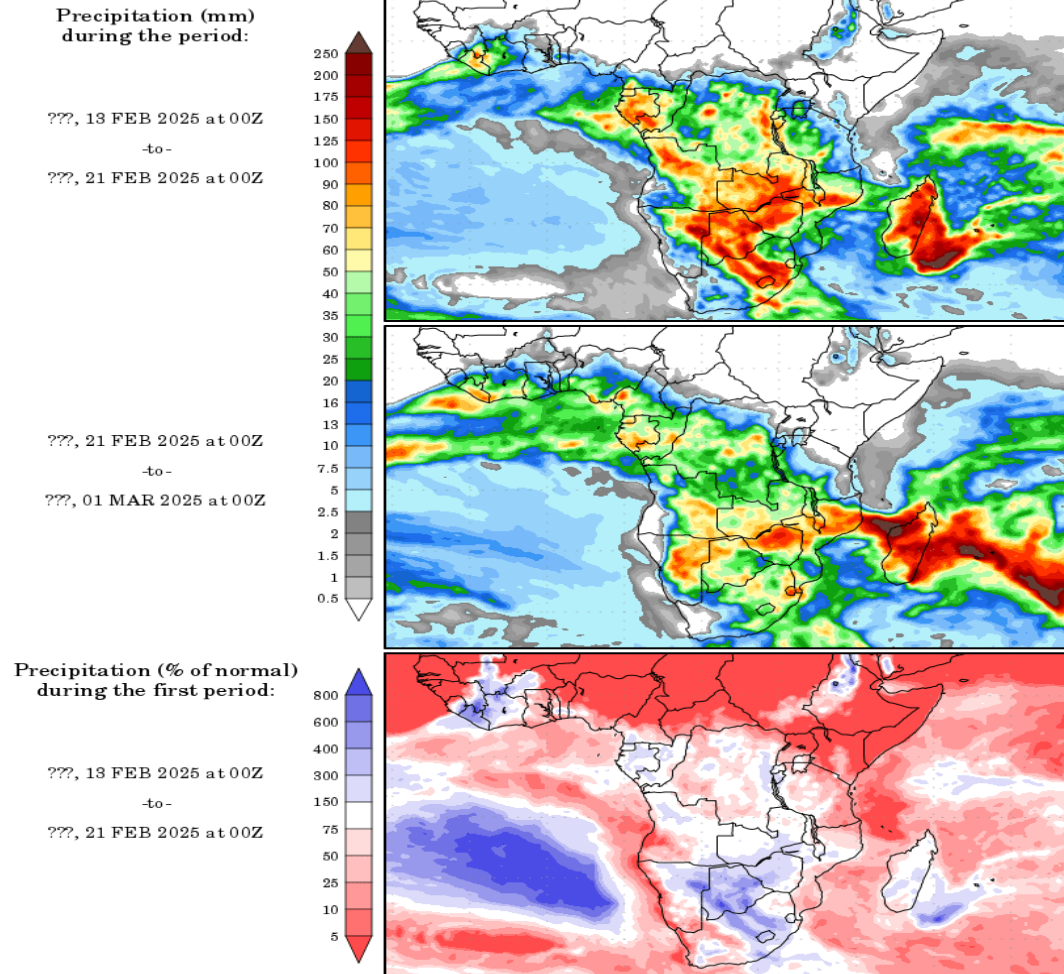 Precipitation (mm)
during the period:
???, 13 FEB 2025 at 00Z
-to-
???, 21 FEB 2025 at 00Z
250
200
175
150
125
100
90
80
70
60
50
40
35
30
25
20
16
13
10
7.5
5
2.5
2
1.5
1
0.5
???, 21 FEB 2025 at 00Z
-to-
???, 01 MAR 2025 at 00Z
Precipitation (% of normal)
during the first period:
???, 13 FEB 2025 at 00Z
-to-
???, 21 FEB 2025 at 00Z
800
600
400
300
150
75
50
25
10
5